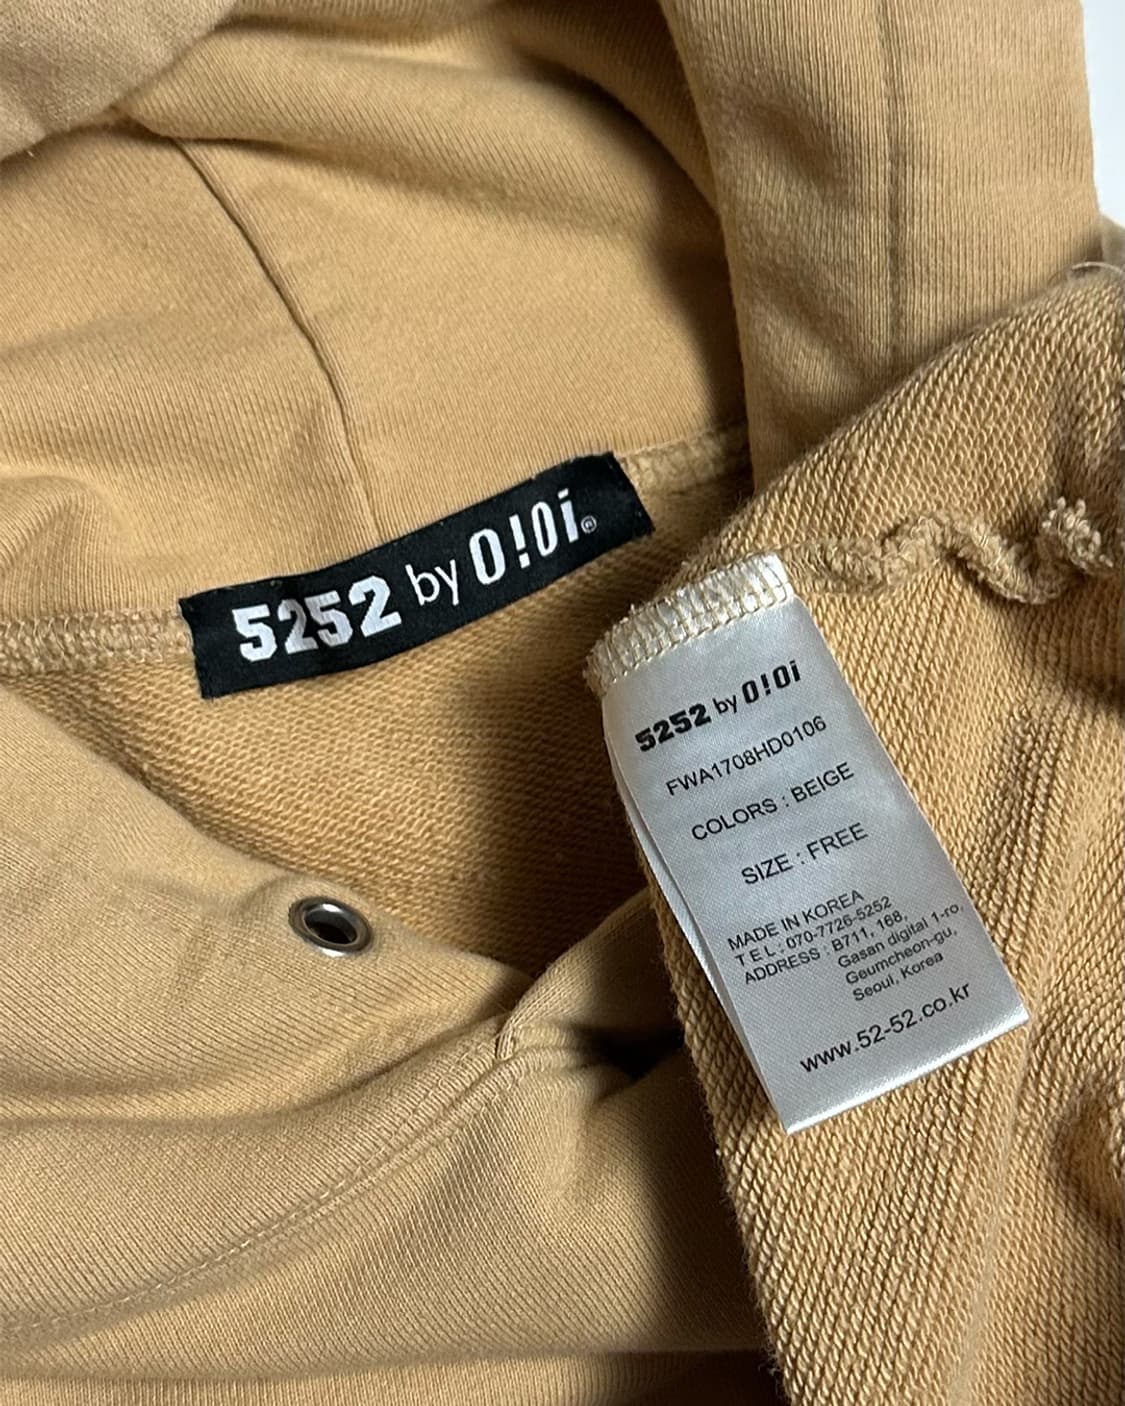 5252 by O!Oi®
5252 by O!Oi
FWA1708HD0106
COLORS : BEIGE
SIZE : FREE
MADE IN KOREA
TEL : 070-7726-5252
ADDRESS : B711, 168,
Gasan digital 1-ro,
Geumcheon-gu,
Seoul, Korea
www.52-52.co.kr